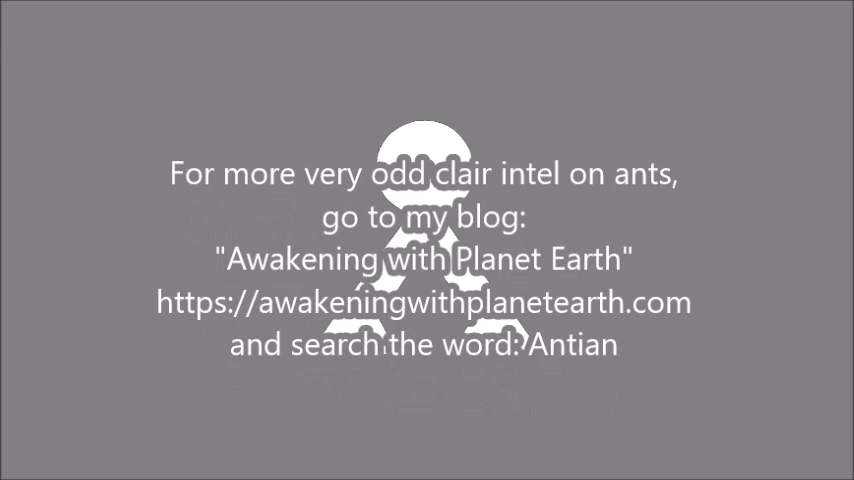 For more very odd clair intel on ants,
go to my blog:
"Awakening with Planet Earth"
https://awakeningwithplanetearth.com
and search the word: Antian